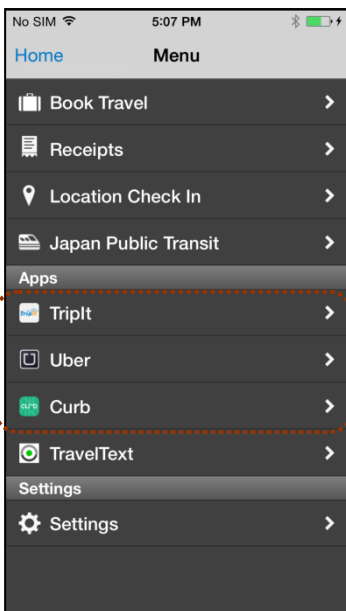 No SIM 5:07 PM
Home Menu
Book Travel
Receipts
Location Check In
Japan Public Transit
Apps
TripIt
Uber
Curb
TravelText
Settings
Settings